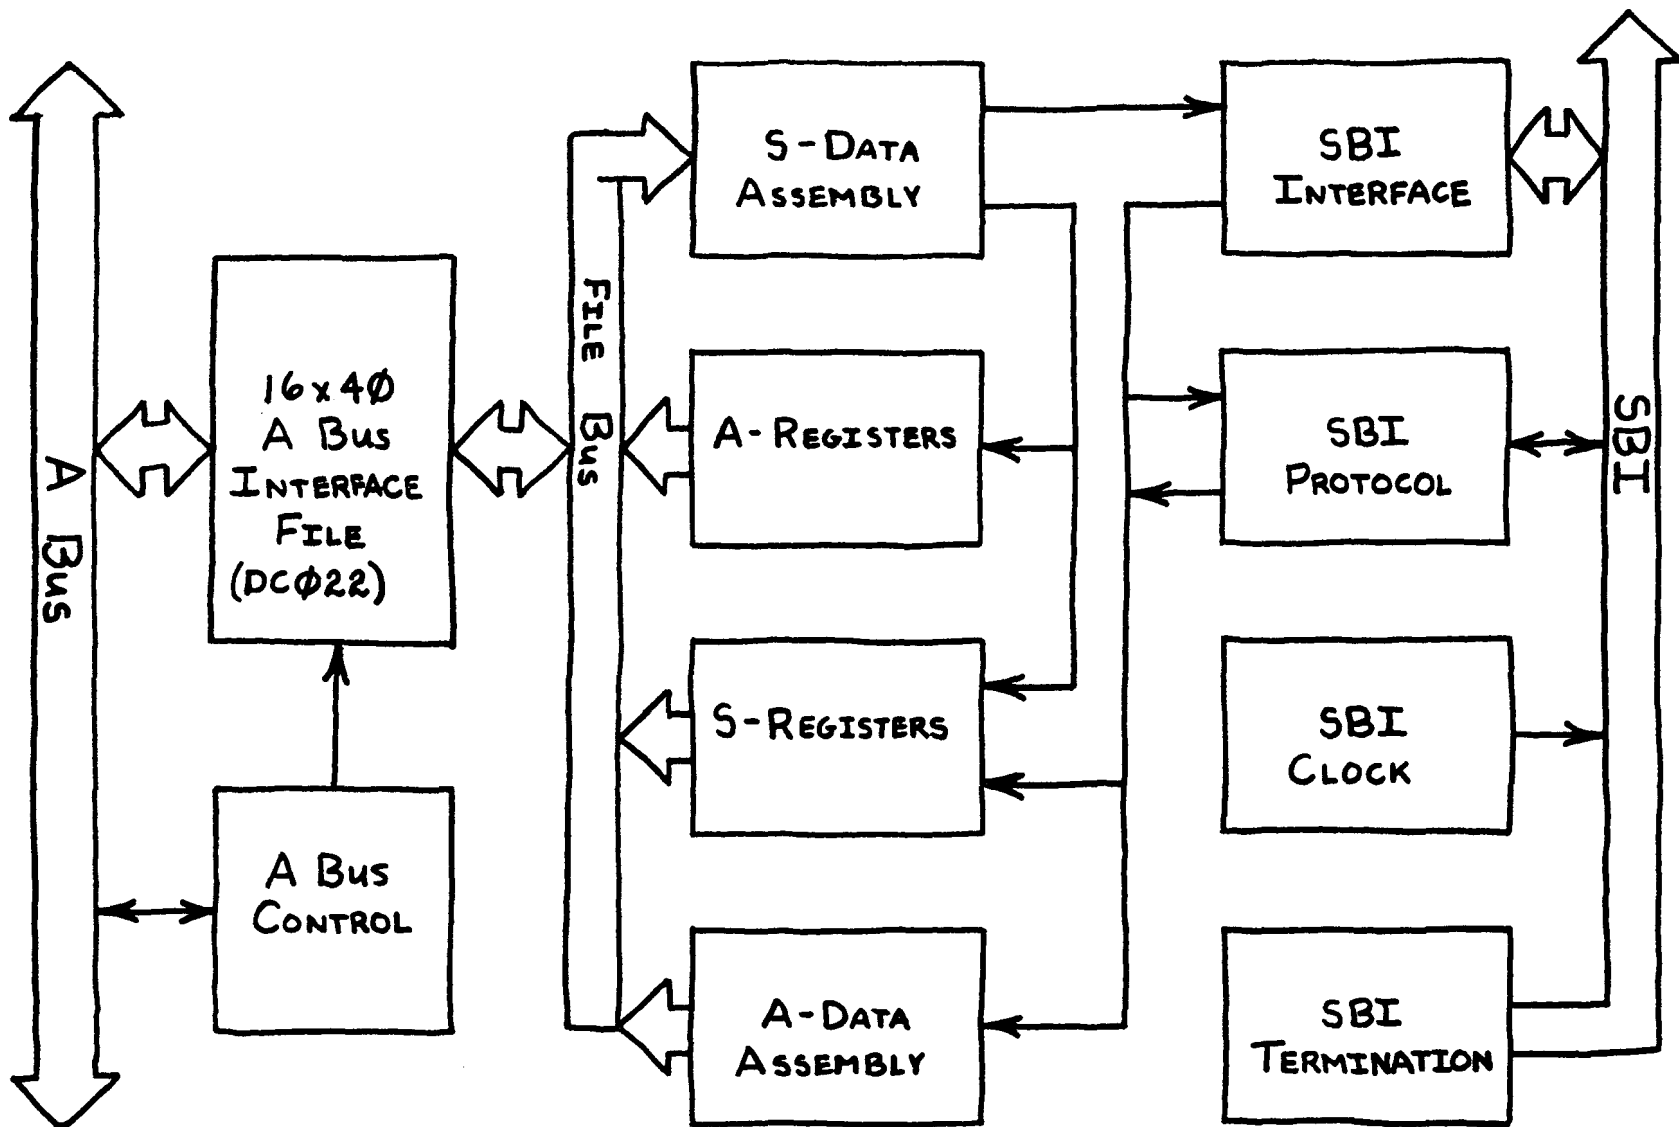 A Bus
16x4Ø
A Bus
INTERFACE
FILE
(DCØ22)
A Bus
CONTROL
FILE Bus
S-DATA
ASSEMBLY
A-REGISTERS
S-REGISTERS
A-DATA
ASSEMBLY
SBI
INTERFACE
SBI
PROTOCOL
SBI
CLOCK
SBI
TERMINATION
SBI